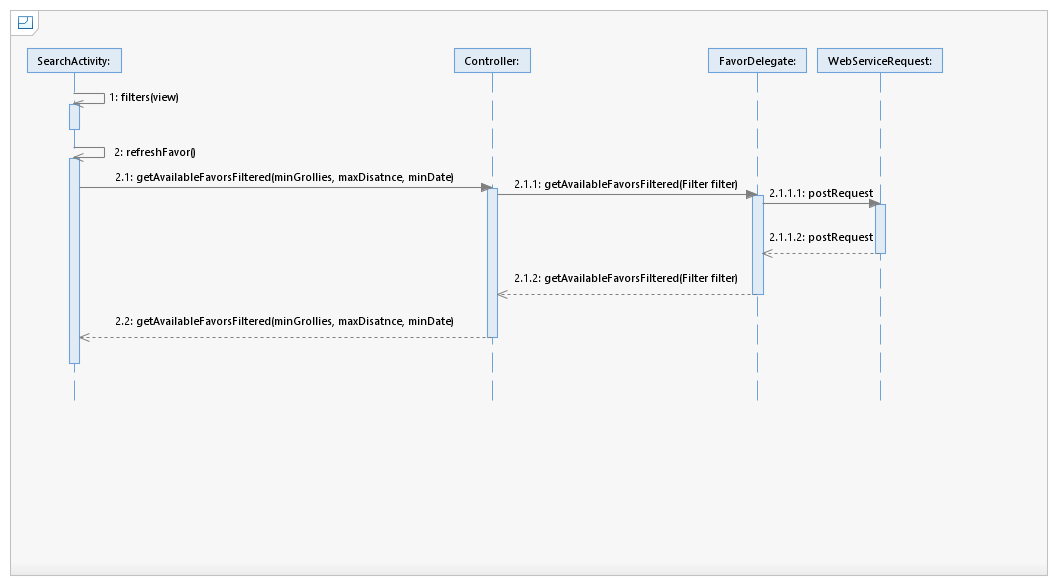 SearchActivity:
Controller:
FavorDelegate:
WebServiceRequest:
1: filters(view)
2: refreshFavor()
2.1: getAvailableFavorsFiltered(minGrollies, maxDisatnce, minDate)
2.1.1: getAvailableFavorsFiltered(Filter filter)
2.1.1.1: postRequest
2.1.1.2: postRequest
2.1.2: getAvailableFavorsFiltered(Filter filter)
2.2: getAvailableFavorsFiltered(minGrollies, maxDisatnce, minDate)